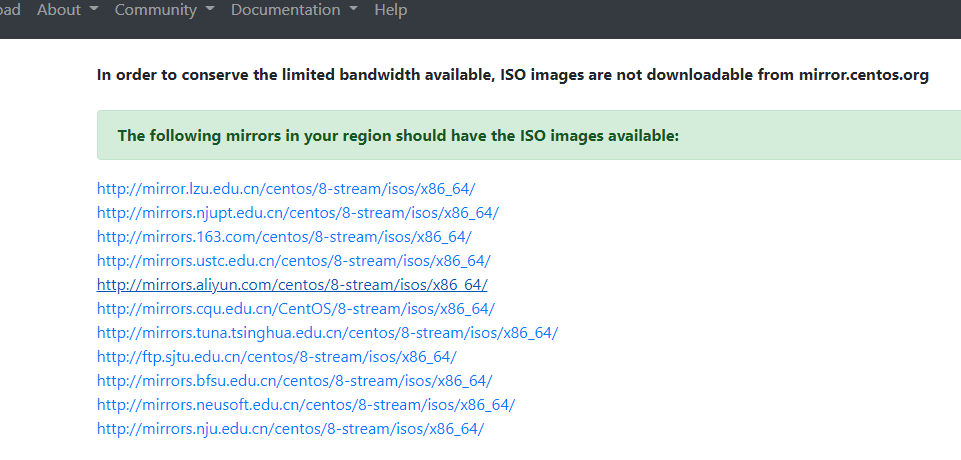 oad About Community Documentation Help
In order to conserve the limited bandwidth available, ISO images are not downloadable from mirror.centos.org
The following mirrors in your region should have the ISO images available:
http://mirror.lzu.edu.cn/centos/8-stream/isos/x86_64/
http://mirrors.njupt.edu.cn/centos/8-stream/isos/x86_64/
http://mirrors.163.com/centos/8-stream/isos/x86_64/
http://mirrors.ustc.edu.cn/centos/8-stream/isos/x86_64/
http://mirrors.aliyun.com/centos/8-stream/isos/x86_64/
http://mirrors.cqu.edu.cn/CentOS/8-stream/isos/x86_64/
http://mirrors.tuna.tsinghua.edu.cn/centos/8-stream/isos/x86_64/
http://ftp.sjtu.edu.cn/centos/8-stream/isos/x86_64/
http://mirrors.bfsu.edu.cn/centos/8-stream/isos/x86_64/
http://mirrors.neusoft.edu.cn/centos/8-stream/isos/x86_64/
http://mirrors.nju.edu.cn/centos/8-stream/isos/x86_64/